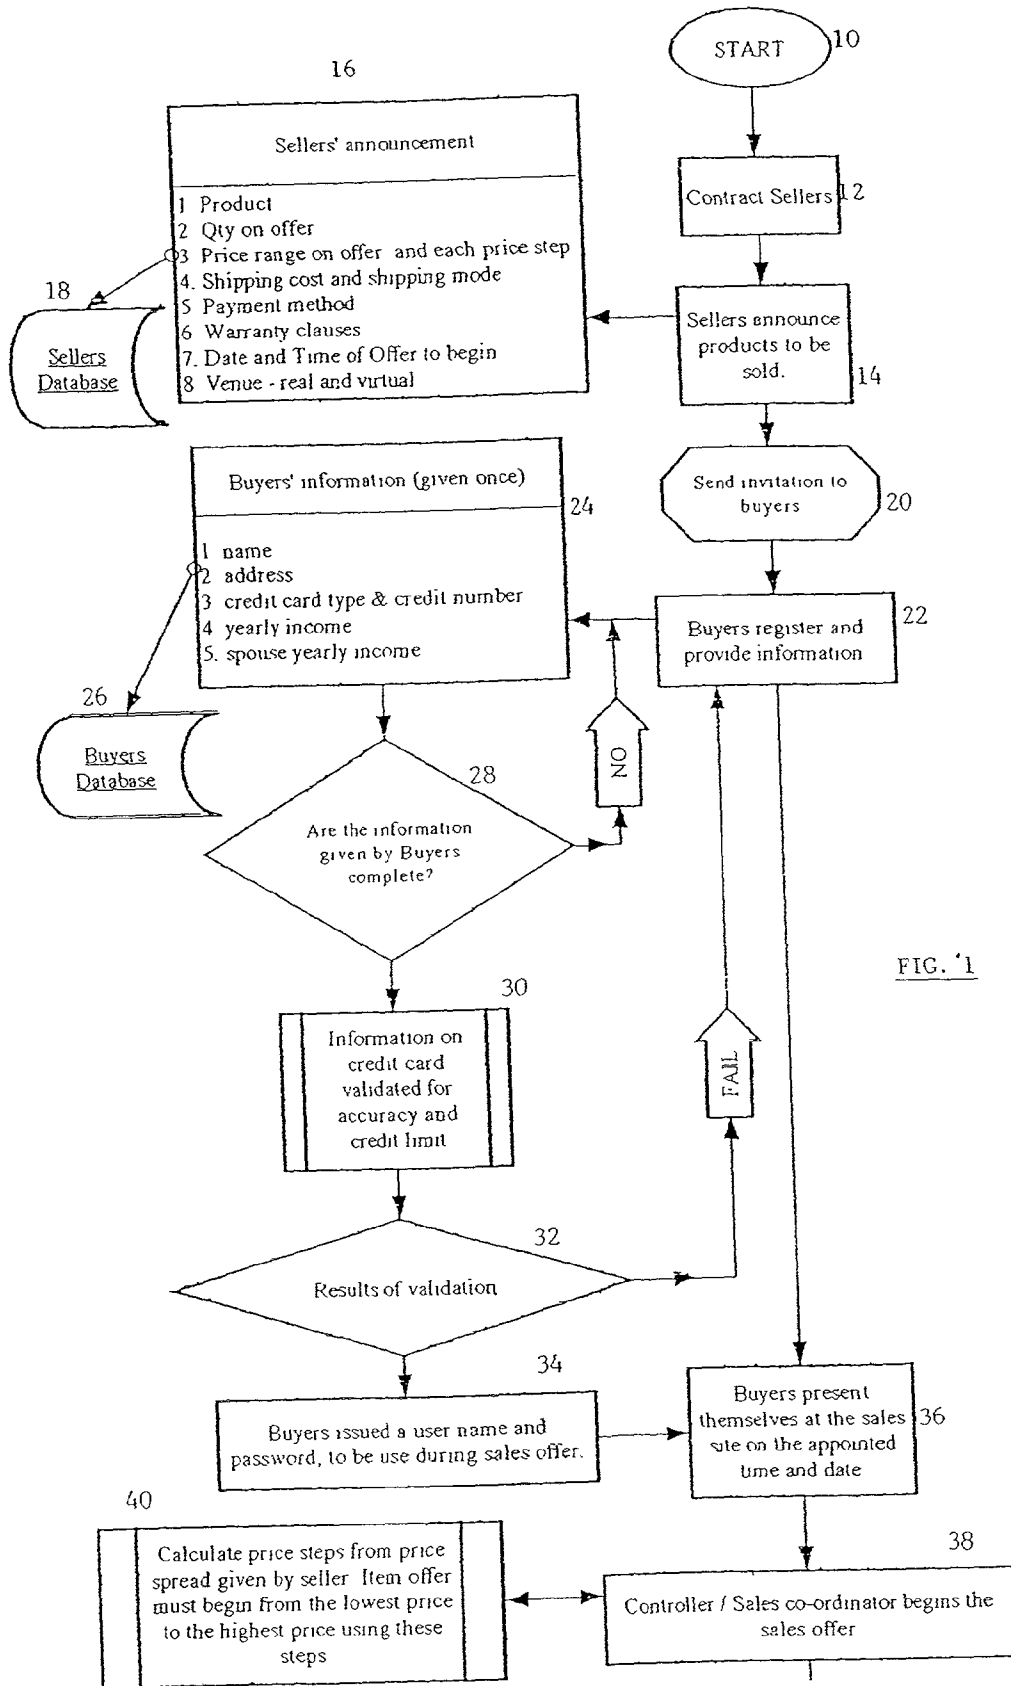 START
10
16
Sellers' announcement
1 Product
2 Qty on offer
3 Price range on offer and each price step
4. Shipping cost and shipping mode
5 Payment method
6 Warranty clauses
7. Date and Time of Offer to begin
8 Venue - real and virtual
Contract Sellers
12
18
Sellers
Database
Sellers announce
products to be
sold.
14
Buyers' information (given once)
24
1 name
2 address
3 credit card type & credit number
4 yearly income
5. spouse yearly income
Send invitation to
buyers
20
Buyers register and
provide information
22
26
Buyers
Database
NO
28
Are the information
given by Buyers
complete?
FIG. 1
30
Information on
credit card
validated for
accuracy and
credit limit
FAIL
32
Results of validation
34
Buyers issued a user name and
password, to be use during sales offer.
Buyers present
themselves at the sales
site on the appointed
time and date
36
40
Calculate price steps from price
spread given by seller Item offer
must begin from the lowest price
to the highest price using these
steps
38
Controller / Sales co-ordinator begins the
sales offer